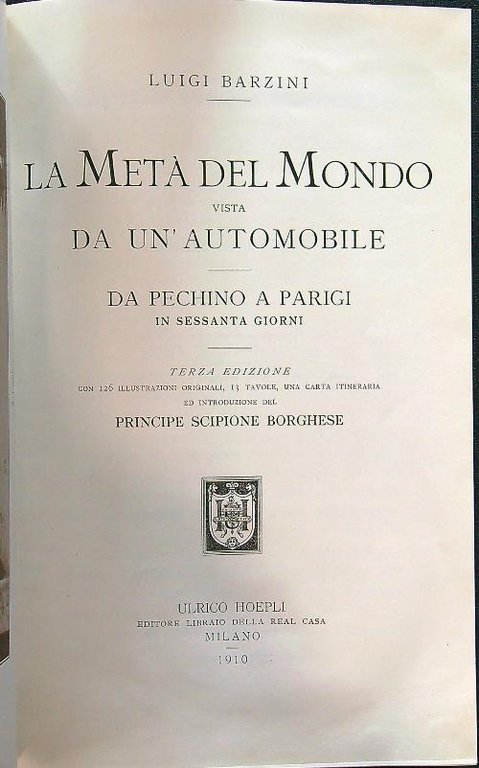 LUIGI BARZINI
LA METÀ DEL MONDO
VISTA
DA UN' AUTOMOBILE
DA PECHINO A PARIGI
IN SESSANTA GIORNI
TERZA EDIZIONE
CON 126 ILLUSTRAZIONI ORIGINALI, 13 TAVOLE, UNA CARTA ITINERARIA
ED INTRODUZIONE DEL
PRINCIPE SCIPIONE BORGHESE
ULRICO HOEPLI
EDITORE LIBRAIO DELLA REAL CASA
MILANO
1910